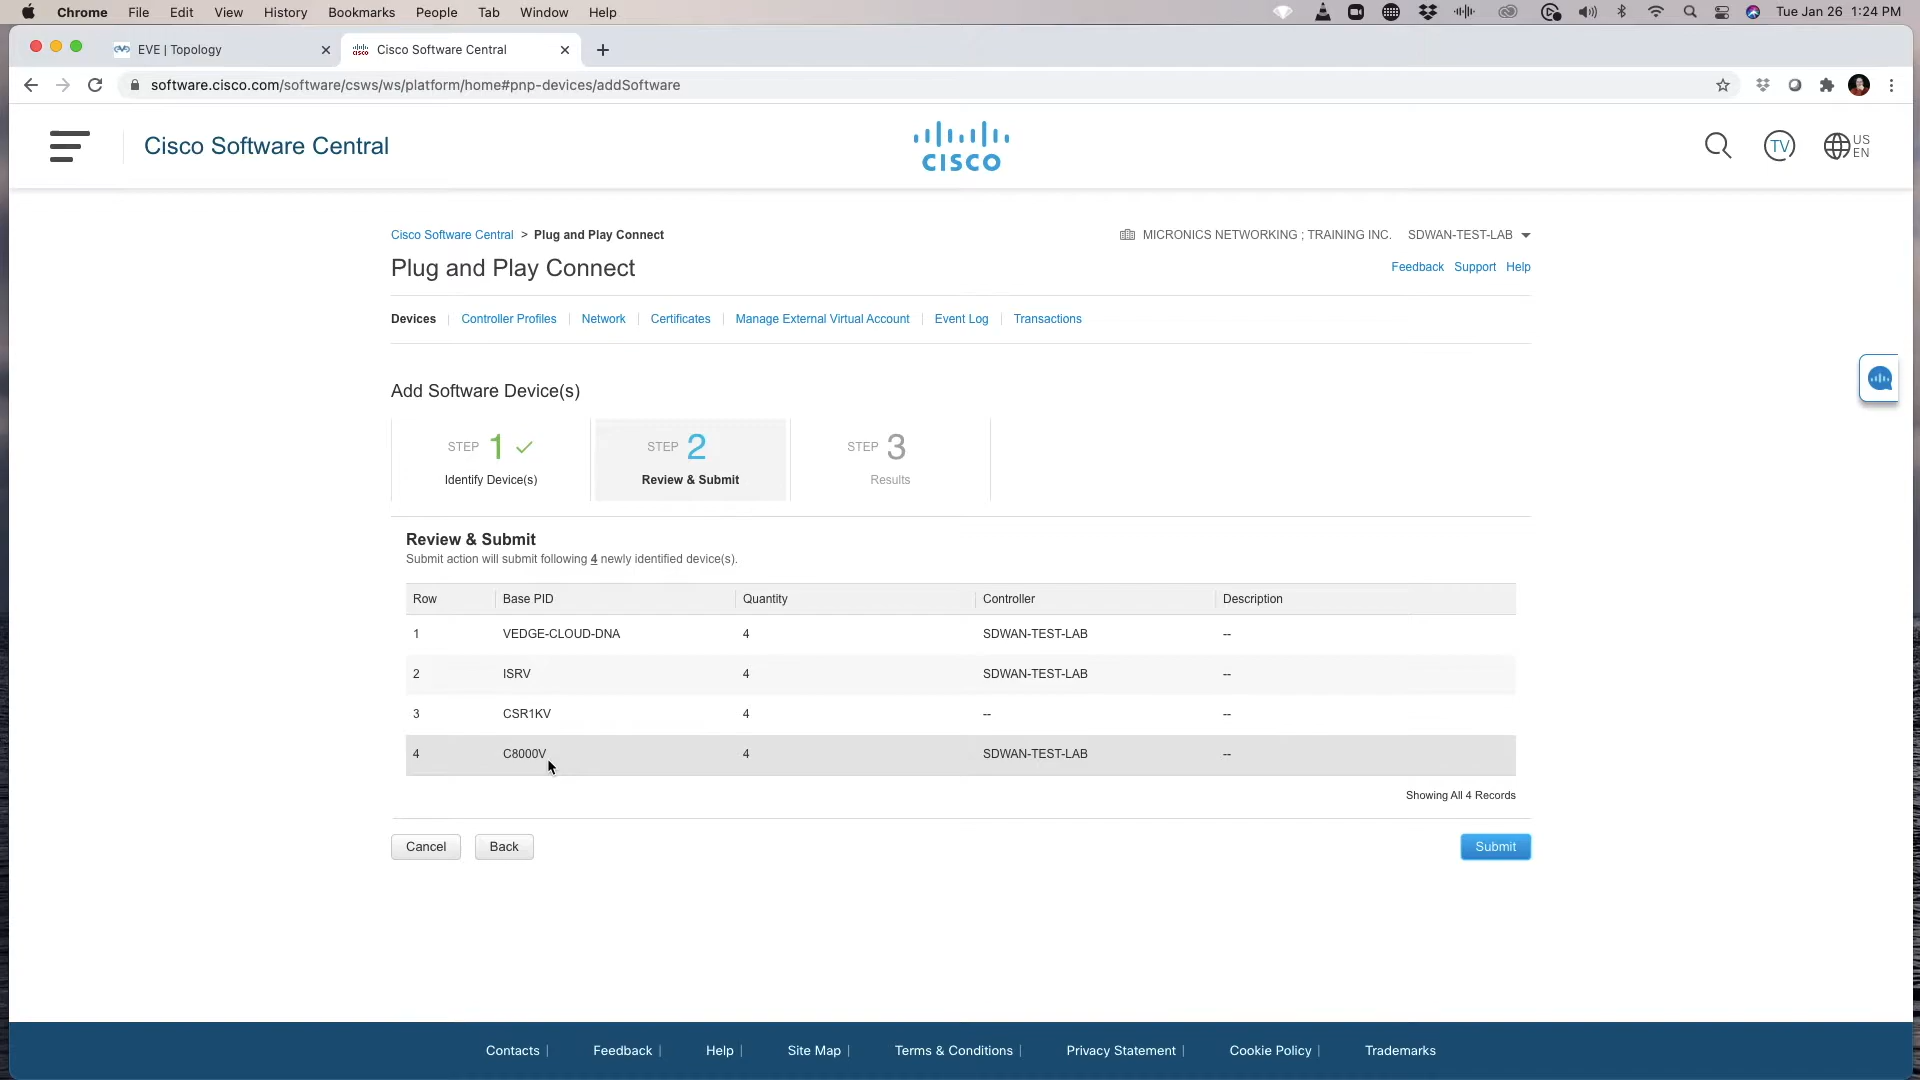 Chrome File Edit View History Bookmarks People Tab Window Help
Tue Jan 26 1:24 PM
EVE | Topology
Cisco Software Central
software.cisco.com/software/csws/ws/platform/home#pnp-devices/addSoftware
Cisco Software Central
CISCO
TV
US
EN
Cisco Software Central > Plug and Play Connect
MICRONICS NETWORKING ; TRAINING INC. SDWAN-TEST-LAB
Plug and Play Connect
Feedback Support Help
Devices | Controller Profiles | Network | Certificates | Manage External Virtual Account | Event Log | Transactions
Add Software Device(s)
STEP 1
Identify Device(s)
STEP 2
Review & Submit
STEP 3
Results
Review & Submit
Submit action will submit following 4 newly identified device(s).
Row Base PID Quantity Controller Description
1 VEDGE-CLOUD-DNA 4 SDWAN-TEST-LAB --
2 ISRV 4 SDWAN-TEST-LAB --
3 CSR1KV 4 -- --
4 C8000V 4 SDWAN-TEST-LAB --
Showing All 4 Records
Cancel Back Submit
Contacts | Feedback | Help | Site Map | Terms & Conditions | Privacy Statement | Cookie Policy | Trademarks